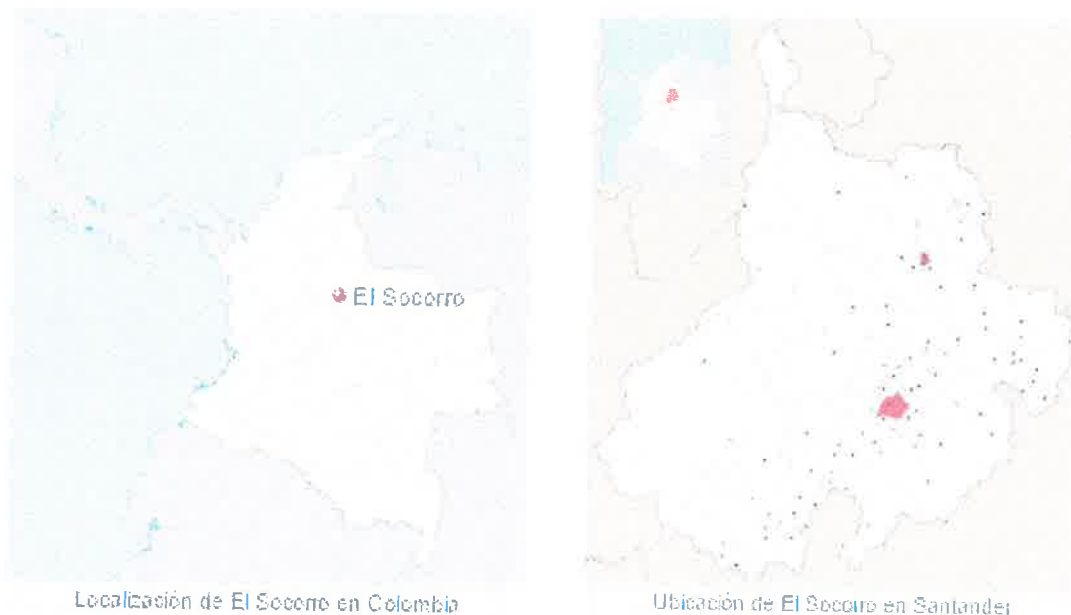 El Socorro
Localización de El Socorro en Colombia
Ubicación de El Socorro en Santander